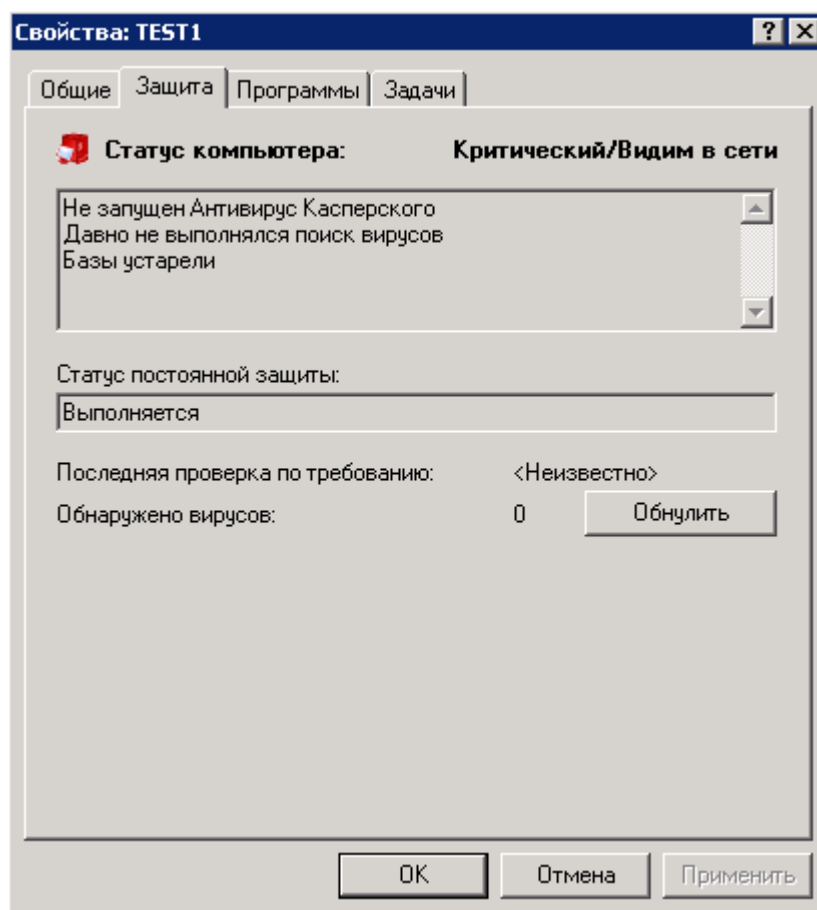 Свойства: TEST1
Общие Защита Программы Задачи
Статус компьютера: Критический/Видим в сети
Не запущен Антивирус Касперского
Давно не выполнялся поиск вирусов
Базы устарели
Статус постоянной защиты:
Выполняется
Последняя проверка по требованию: <Неизвестно>
Обнаружено вирусов: 0 Обнулить
OK Отмена Применить